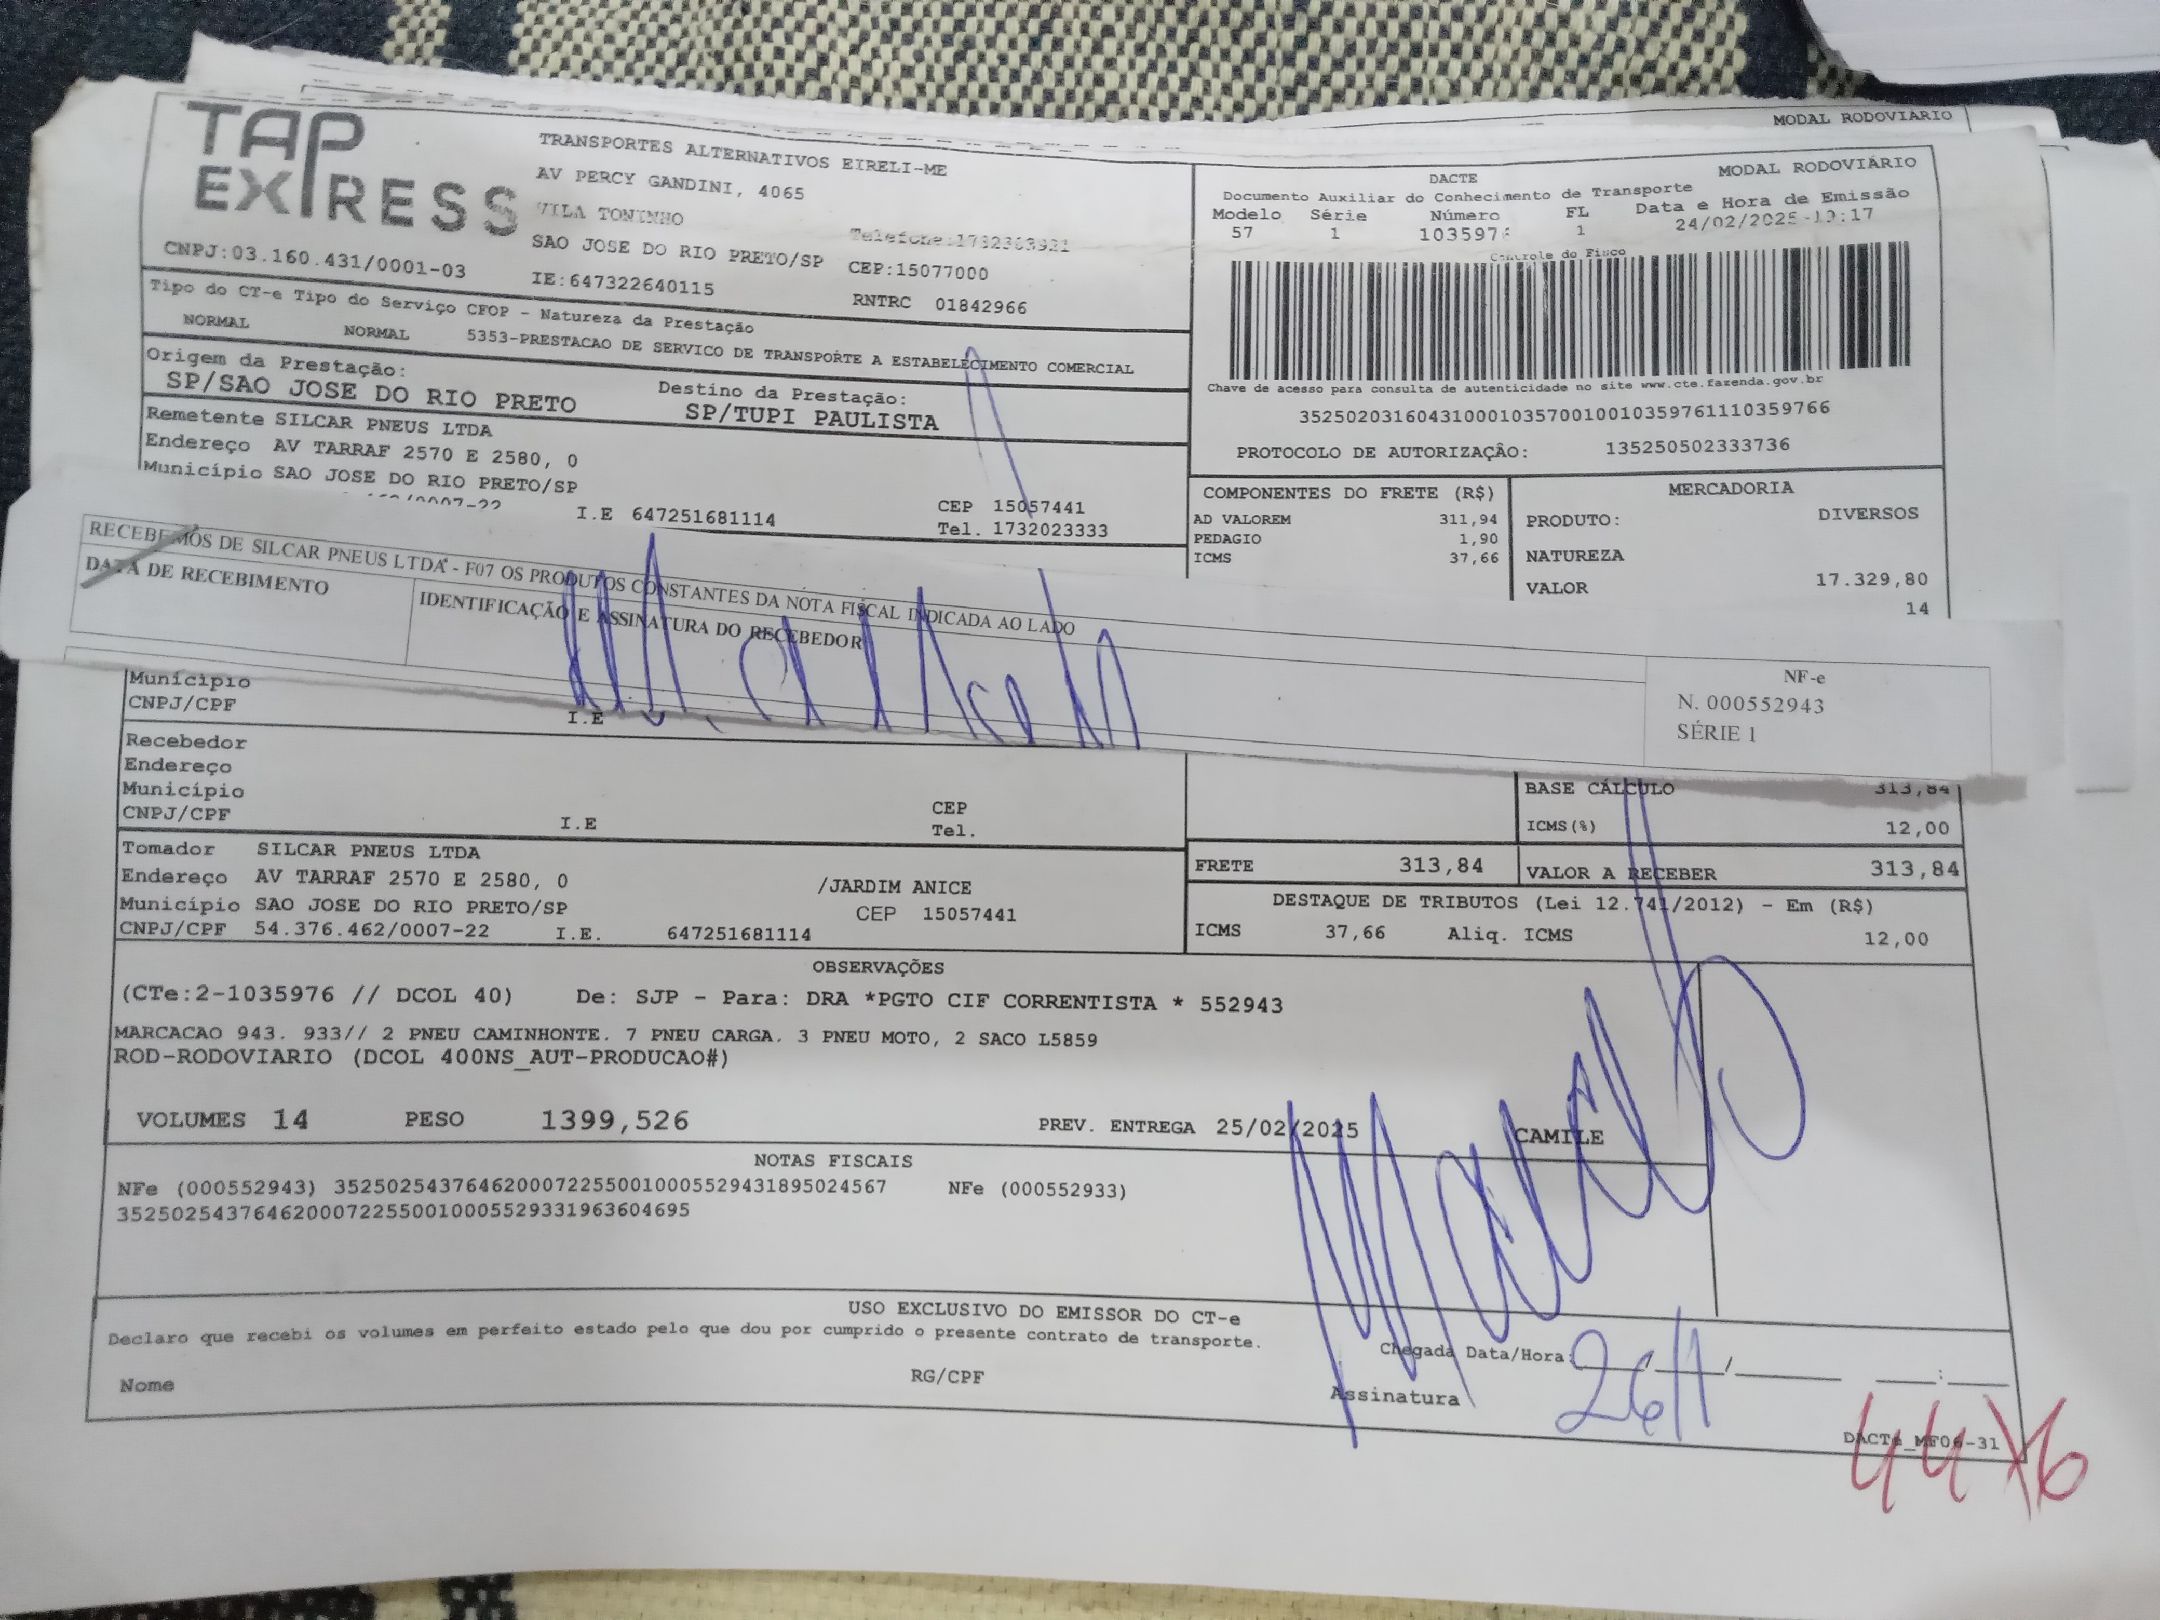 MODAL RODOVIARIO
TAP EXPRESS
TRANSPORTES ALTERNATIVOS EIRELI-ME
AV PERCY GANDINI, 4065
VILA TONINHO
SAO JOSE DO RIO PRETO/SP
IE:647322640115
Telefone:1732363931
CEP:15077000
RNTRC 01842966
CNPJ:03.160.431/0001-03
DACTE
MODAL RODOVIÁRIO
Documento Auxiliar do Conhecimento de Transporte
Data e Hora de Emissão
Modelo Série Número FL
57 1 1035976 1
24/02/2025
Controle do Fisco
Chave de acesso para consulta de autenticidade no site www.cte.fazenda.gov.br
35250203160431000103570010010359761110359766
PROTOCOLO DE AUTORIZAÇÃO: 135250502333736
Tipo do CT-e Tipo do Serviço CFOP - Natureza da Prestação
NORMAL NORMAL 5353-PRESTACAO DE SERVICO DE TRANSPORTE A ESTABELECIMENTO COMERCIAL
Origem da Prestação:
SP/SAO JOSE DO RIO PRETO
Destino da Prestação:
SP/TUPI PAULISTA
Remetente SILCAR PNEUS LTDA
Endereço AV TARRAF 2570 E 2580, 0
Município SAO JOSE DO RIO PRETO/SP
/0007-22 I.E 647251681114
CEP 15057441
Tel. 1732023333
COMPONENTES DO FRETE (R$)
AD VALOREM 311,94
PEDAGIO 1,90
ICMS 37,66
MERCADORIA
PRODUTO: DIVERSOS
NATUREZA
VALOR 17.329,80
14
RECEBEMOS DE SILCAR PNEUS LTDA - F07 OS PRODUTOS CONSTANTES DA NOTA FISCAL INDICADA AO LADO
DATA DE RECEBIMENTO
IDENTIFICAÇÃO E ASSINATURA DO RECEBEDOR
NF-e
N. 000552943
SÉRIE 1
Município
CNPJ/CPF I.E
Recebedor
Endereço
Município
CNPJ/CPF I.E
CEP
Tel.
BASE CÁLCULO 313,84
ICMS(%) 12,00
Tomador SILCAR PNEUS LTDA
Endereço AV TARRAF 2570 E 2580, 0 /JARDIM ANICE
Município SAO JOSE DO RIO PRETO/SP CEP 15057441
CNPJ/CPF 54.376.462/0007-22 I.E. 647251681114
FRETE 313,84 VALOR A RECEBER 313,84
DESTAQUE DE TRIBUTOS (Lei 12.741/2012) - Em (R$)
ICMS 37,66 Aliq. ICMS 12,00
OBSERVAÇÕES
(CTe:2-1035976 // DCOL 40) De: SJP - Para: DRA *PGTO CIF CORRENTISTA * 552943
MARCACAO 943. 933// 2 PNEU CAMINHONTE. 7 PNEU CARGA. 3 PNEU MOTO, 2 SACO L5859
ROD-RODOVIARIO (DCOL 400NS_AUT-PRODUCAO#)
VOLUMES 14 PESO 1399,526 PREV. ENTREGA 25/02/2025 CAMILE
NOTAS FISCAIS
NFe (000552943) 35250254376462000722550010005529431895024567 NFe (000552933)
35250254376462000722550010005529331963604695
USO EXCLUSIVO DO EMISSOR DO CT-e
Declaro que recebi os volumes em perfeito estado pelo que dou por cumprido o presente contrato de transporte.
Chegada Data/Hora: / / :
26/1
Nome RG/CPF Assinatura
DACTe_MF06-31